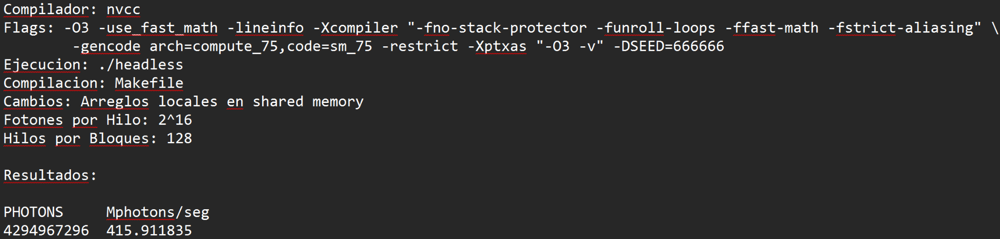 Compilador: nvcc
Flags: -O3 -use_fast_math -lineinfo -Xcompiler "-fno-stack-protector -funroll-loops -ffast-math -fstrict-aliasing" \
-gencode arch=compute_75,code=sm_75 -restrict -Xptxas "-O3 -v" -DSEED=666666
Ejecucion: ./headless
Compilacion: Makefile
Cambios: Arreglos locales en shared memory
Fotones por Hilo: 2^16
Hilos por Bloques: 128
Resultados:
PHOTONS Mphotons/seg
4294967296 415.911835